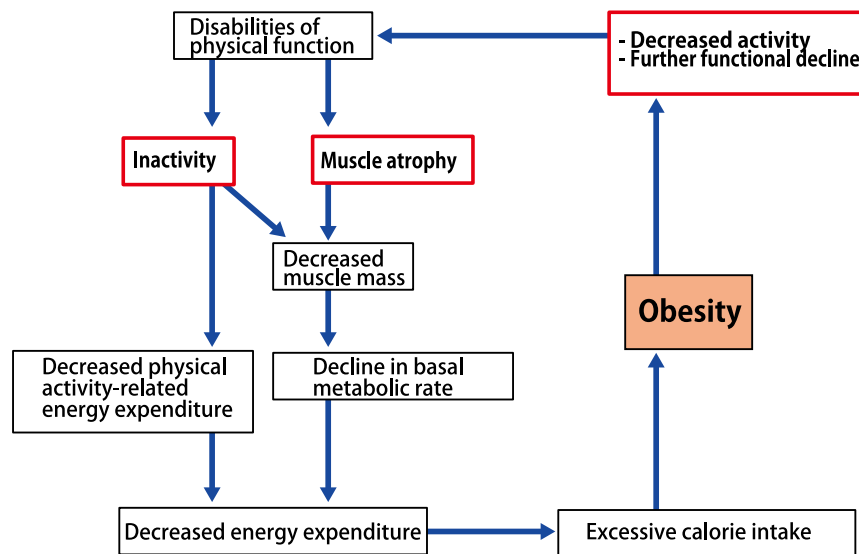 Disabilities of
physical function
- Decreased activity
- Further functional decline
Inactivity
Muscle atrophy
Decreased
muscle mass
Obesity
Decreased physical
activity-related
energy expenditure
Decline in basal
metabolic rate
Decreased energy expenditure
Excessive calorie intake